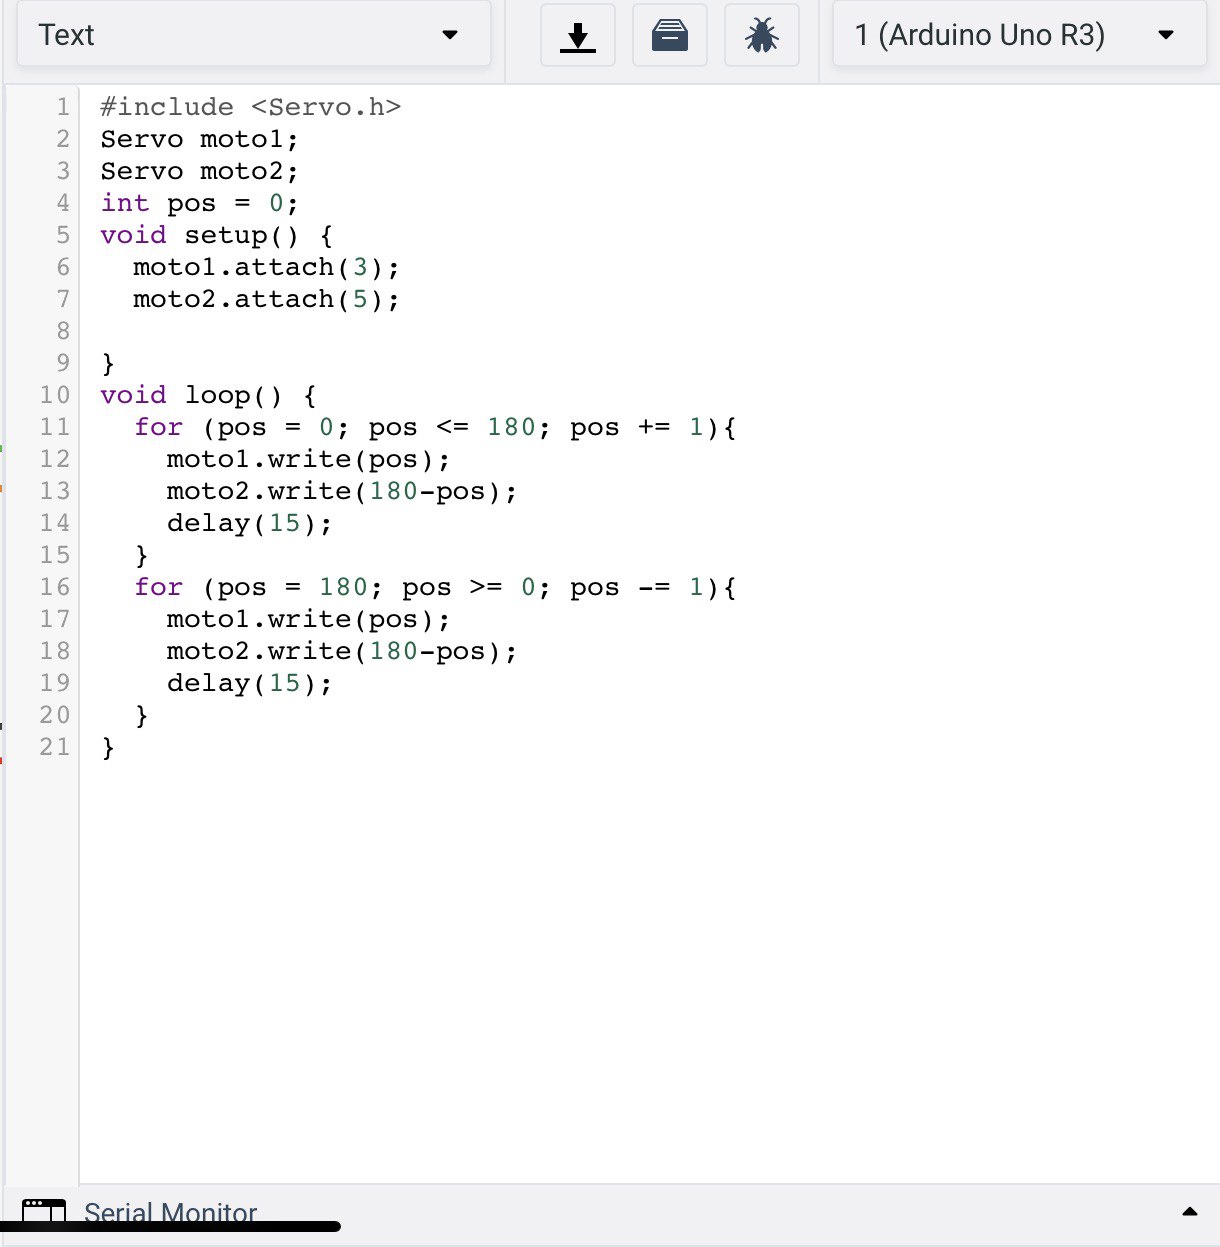 Text
1 (Arduino Uno R3)
1 #include <Servo.h>
2 Servo moto1;
3 Servo moto2;
4 int pos = 0;
5 void setup() {
6   moto1.attach(3);
7   moto2.attach(5);
8
9 }
10 void loop() {
11   for (pos = 0; pos <= 180; pos += 1){
12     moto1.write(pos);
13     moto2.write(180-pos);
14     delay(15);
15   }
16   for (pos = 180; pos >= 0; pos -= 1){
17     moto1.write(pos);
18     moto2.write(180-pos);
19     delay(15);
20   }
21 }
Serial Monitor